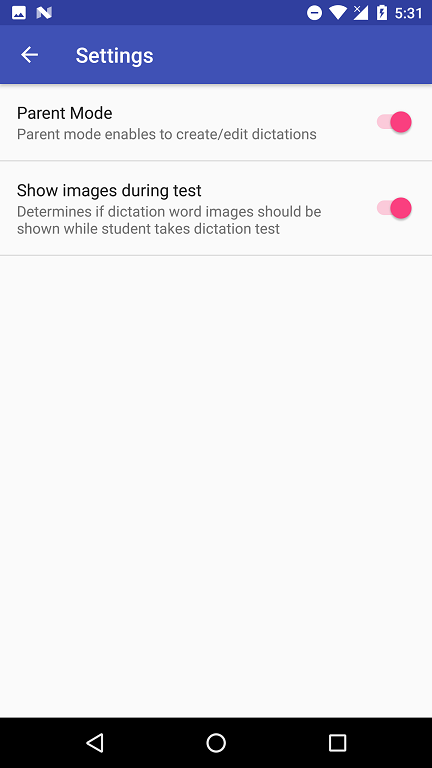 5:31
Settings
Parent Mode
Parent mode enables to create/edit dictations
Show images during test
Determines if dictation word images should be
shown while student takes dictation test